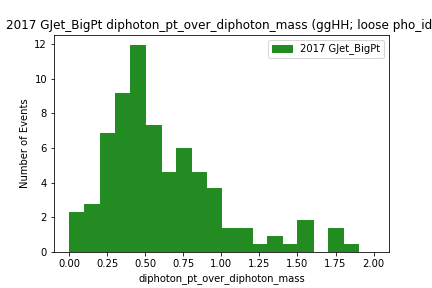 2017 GJet_BigPt diphoton_pt_over_diphoton_mass (ggHH; loose pho_id
2017 GJet_BigPt
Number of Events
12
10
8
6
4
2
0
0.00 0.25 0.50 0.75 1.00 1.25 1.50 1.75 2.00
diphoton_pt_over_diphoton_mass